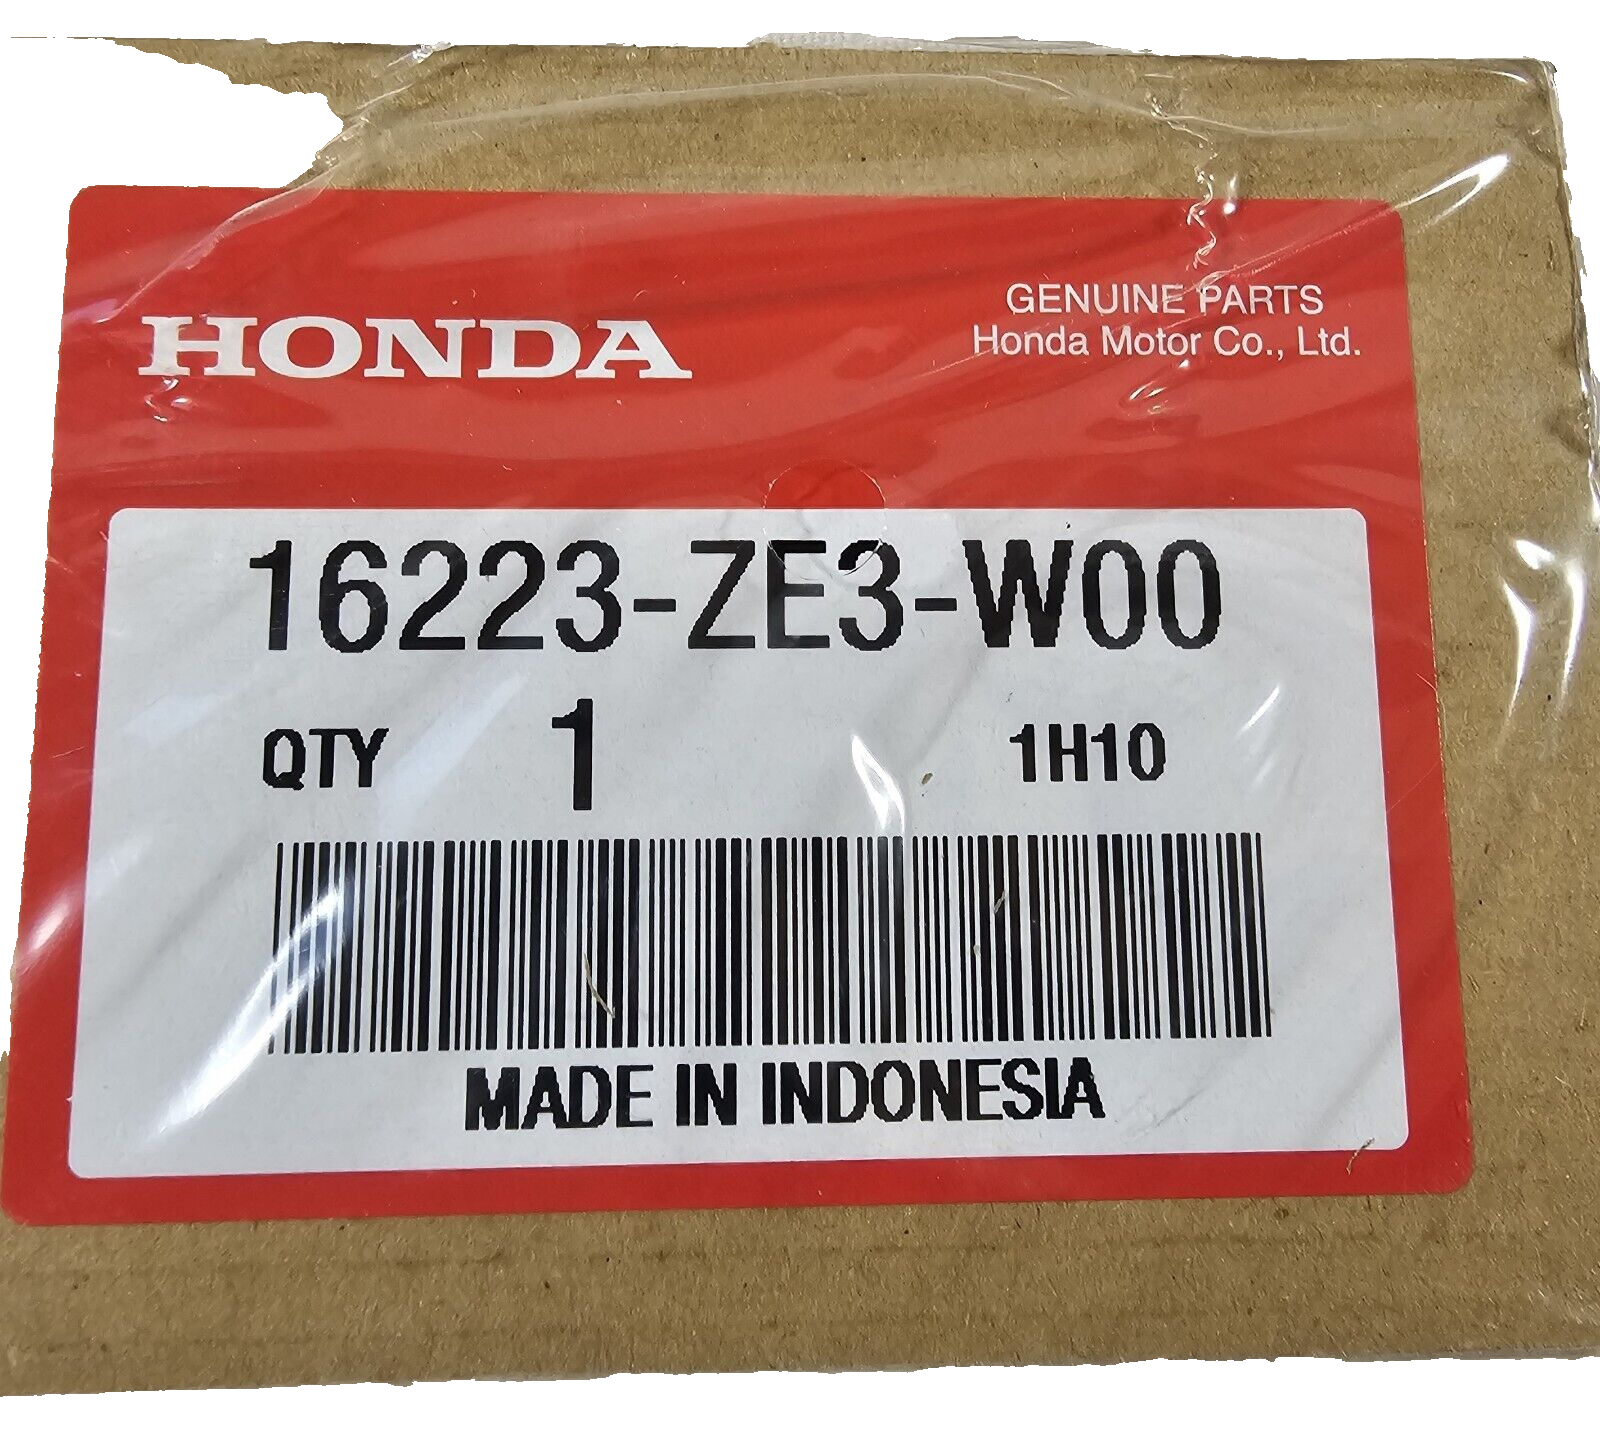 HONDA
GENUINE PARTS
Honda Motor Co., Ltd.
16223-ZE3-W00
QTY 1 1H10
MADE IN INDONESIA